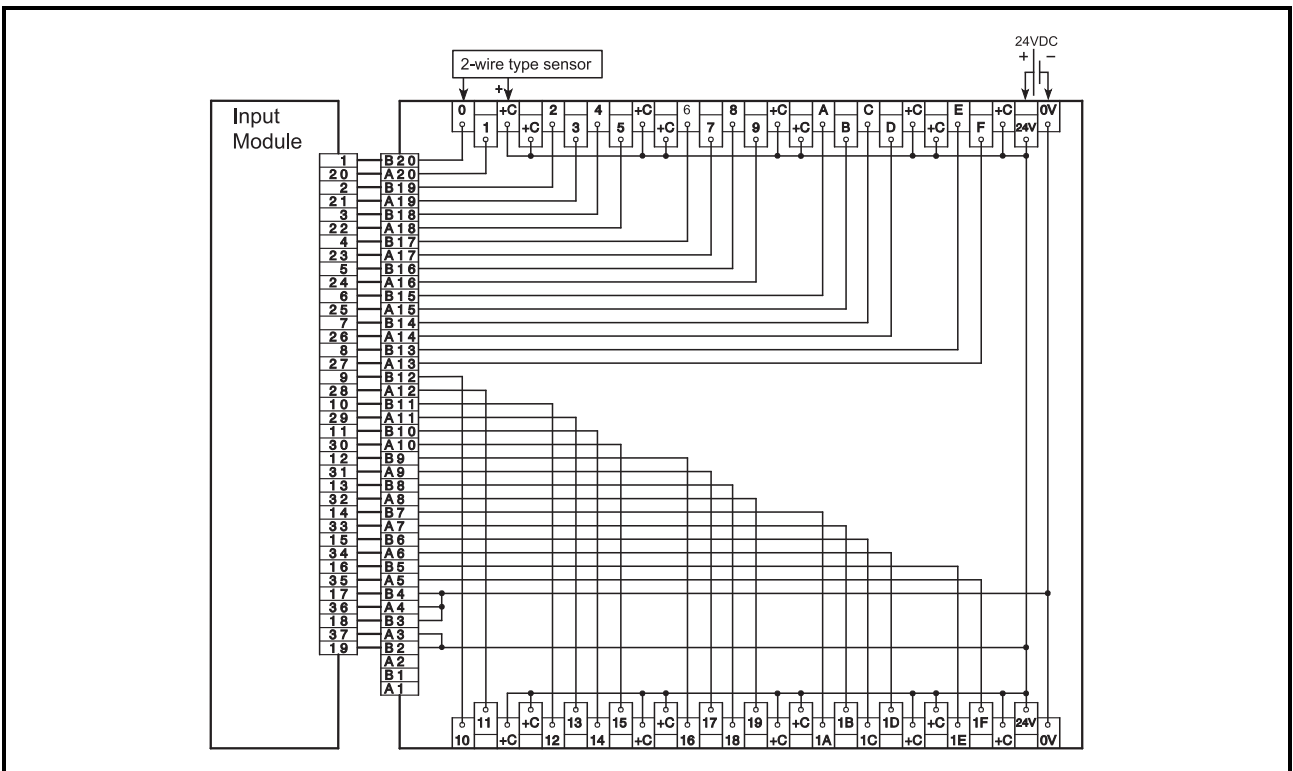 24VDC
+ −
2-wire type sensor
+
Input
Module
0 +C 2 4 +C 6 8 +C A C +C E +C 0V
1 +C 3 5 +C 7 9 +C B D +C F 24V
1 B20
20 A20
2 B19
21 A19
3 B18
22 A18
4 B17
23 A17
5 B16
24 A16
6 B15
25 A15
7 B14
26 A14
8 B13
27 A13
9 B12
28 A12
10 B11
29 A11
11 B10
30 A10
12 B9
31 A9
13 B8
32 A8
14 B7
33 A7
15 B6
34 A6
16 B5
35 A5
17 B4
36 A4
18 B3
37 A3
19 B2
A2
B1
A1
11 +C 13 15 +C 17 19 +C 1B 1D +C 1F 24V
10 +C 12 14 +C 16 18 +C 1A 1C +C 1E +C 0V